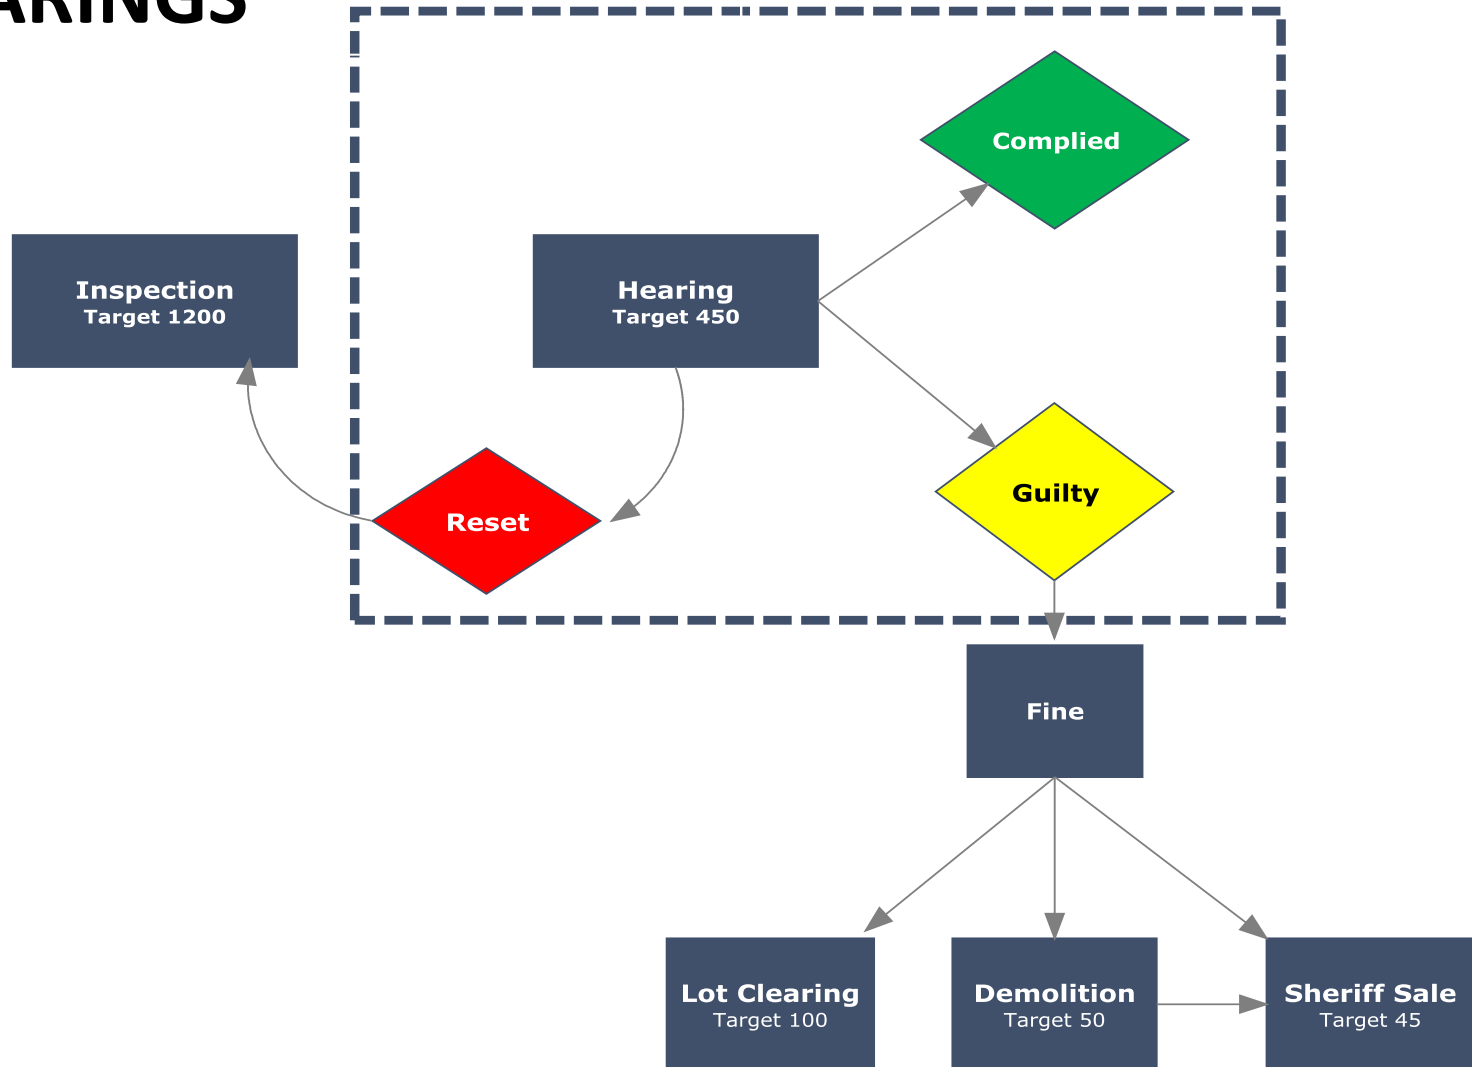 ARINGS
Complied
Inspection
Target 1200
Hearing
Target 450
Guilty
Reset
Fine
Lot Clearing
Target 100
Demolition
Target 50
Sheriff Sale
Target 45